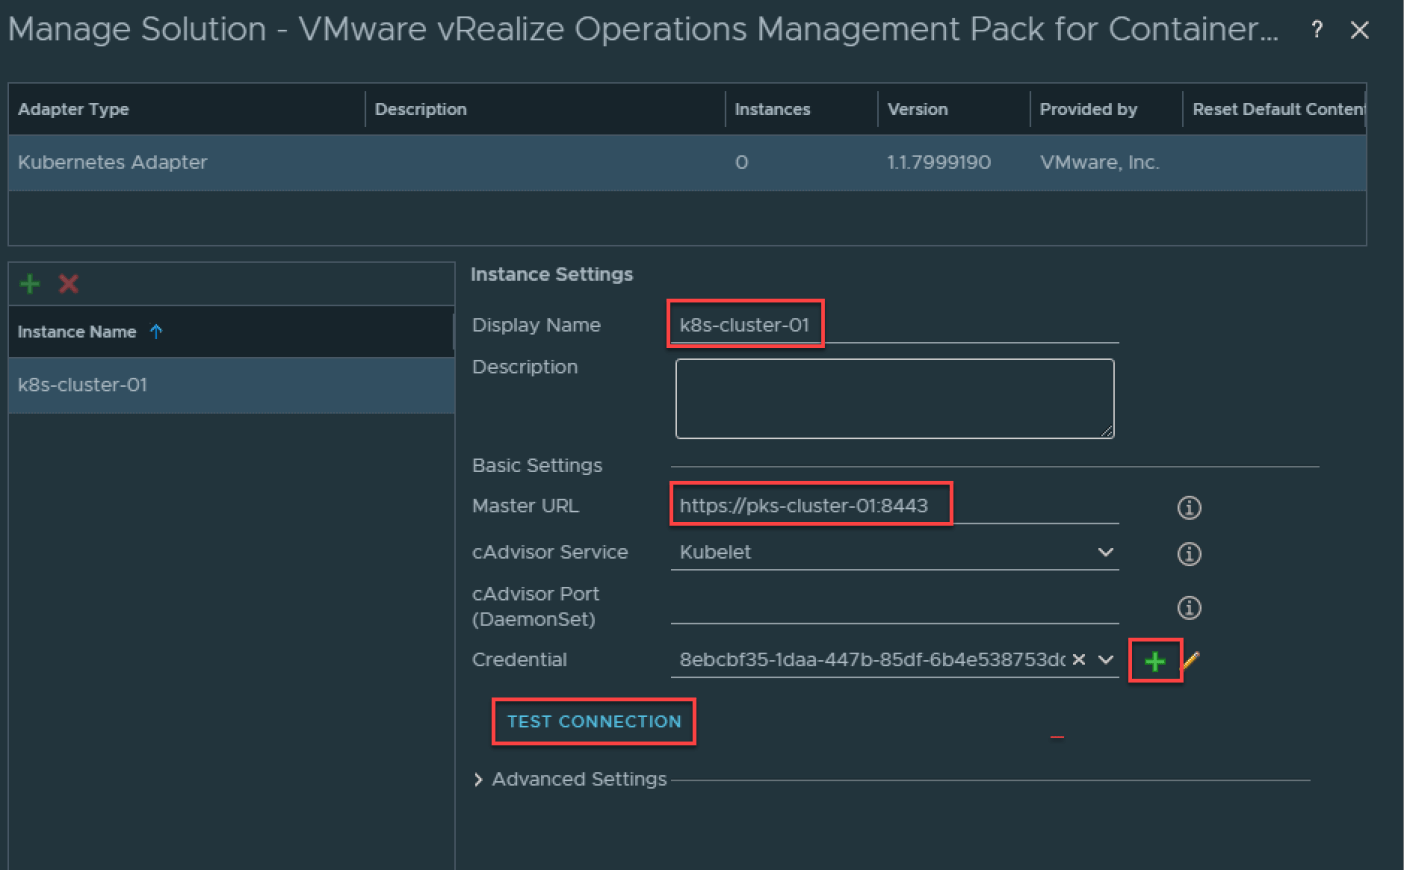 Manage Solution - VMware vRealize Operations Management Pack for Container... ? ×
Adapter Type Description Instances Version Provided by Reset Default Conten
Kubernetes Adapter 0 1.1.7999190 VMware, Inc.
Instance Name ↑
k8s-cluster-01
Instance Settings
Display Name k8s-cluster-01
Description
Basic Settings
Master URL https://pks-cluster-01:8443
cAdvisor Service Kubelet
cAdvisor Port
(DaemonSet)
Credential 8ebcbf35-1daa-447b-85df-6b4e538753d
TEST CONNECTION
Advanced Settings